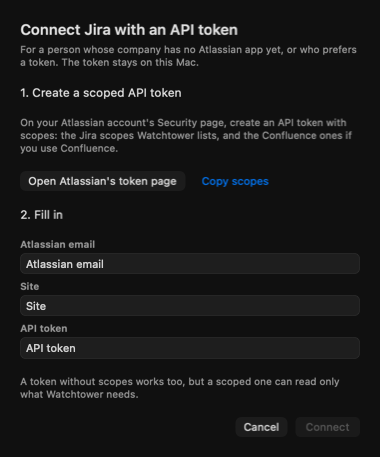 Connect Jira with an API token
For a person whose company has no Atlassian app yet, or who prefers
a token. The token stays on this Mac.
1. Create a scoped API token
On your Atlassian account's Security page, create an API token with
scopes: the Jira scopes Watchtower lists, and the Confluence ones if
you use Confluence.
Open Atlassian's token page
Copy scopes
2. Fill in
Atlassian email
Atlassian email
Site
Site
API token
API token
A token without scopes works too, but a scoped one can read only
what Watchtower needs.
Cancel
Connect